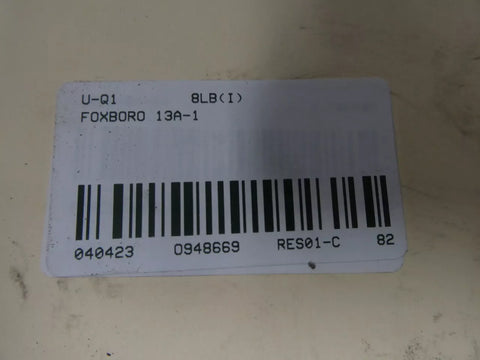 U-Q1 8LB(I)
FOXBORO 13A-1
040423 0948669 RES01-C 82